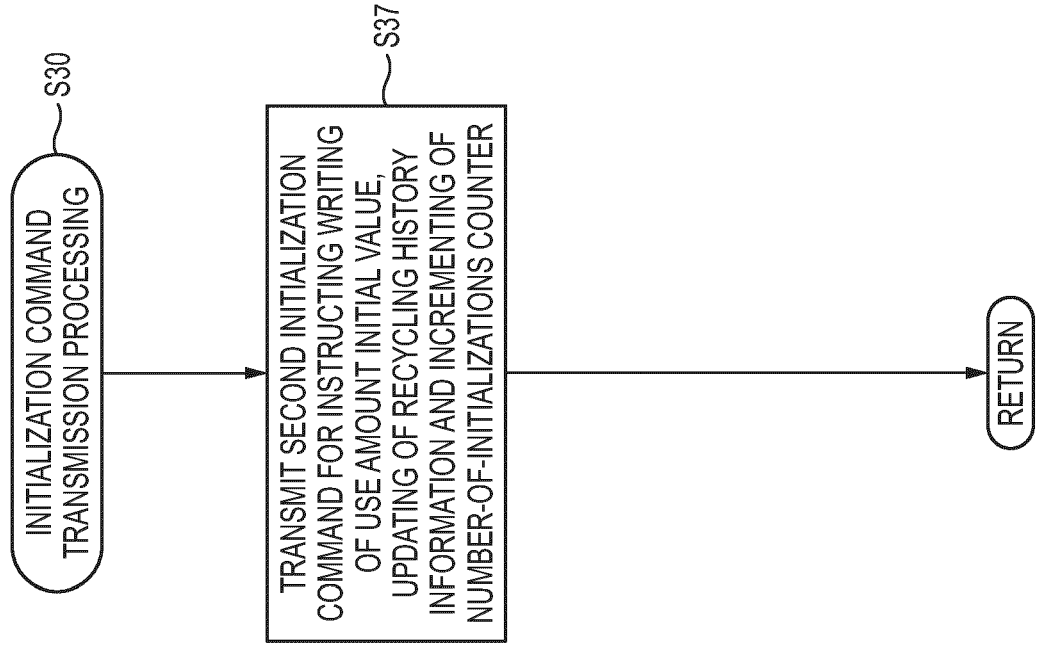 INITIALIZATION COMMAND
TRANSMISSION PROCESSING
S30
TRANSMIT SECOND INITIALIZATION
COMMAND FOR INSTRUCTING WRITING
OF USE AMOUNT INITIAL VALUE,
UPDATING OF RECYCLING HISTORY
INFORMATION AND INCREMENTING OF
NUMBER-OF-INITIALIZATIONS COUNTER
S37
RETURN